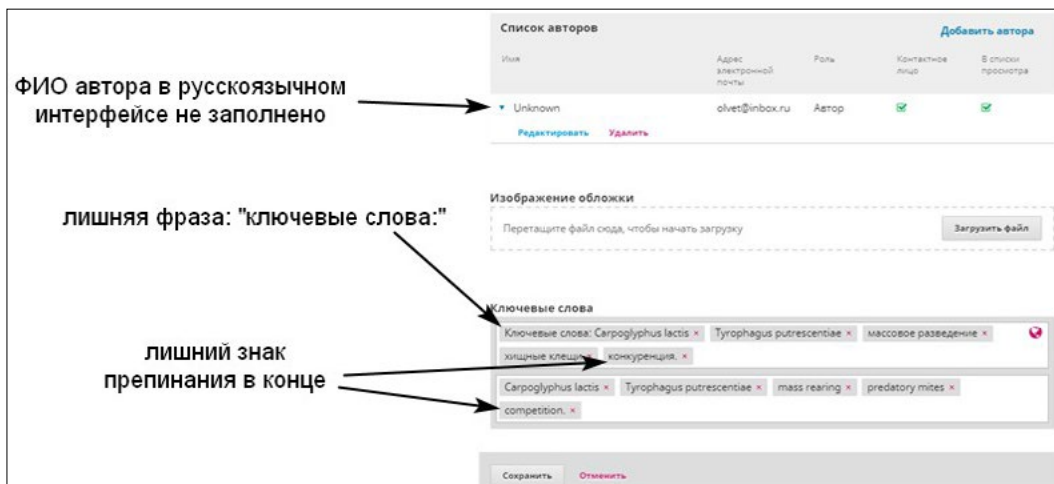 Список авторов
Добавить автора
Имя
Адрес электронной почты
Роль
Контактное лицо
В списки просмотра
ФИО автора в русскоязычном
интерфейсе не заполнено
Unknown
olvet@inbox.ru
Автор
Редактировать Удалить
Изображение обложки
лишняя фраза: "ключевые слова:"
Перетащите файл сюда, чтобы начать загрузку
Загрузить файл
Ключевые слова
Ключевые слова: Carpoglyphus lactis × Tyrophagus putrescentiae × массовое разведение ×
хищные клещи × конкуренция. ×
лишний знак
препинания в конце
Carpoglyphus lactis × Tyrophagus putrescentiae × mass rearing × predatory mites ×
competition. ×
Сохранить Отменить